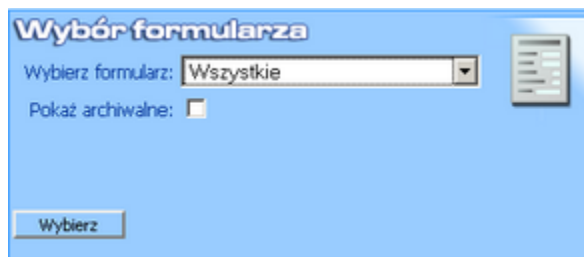 Wybór formularza
Wybierz formularz: Wszystkie
Pokaż archiwalne:
Wybierz